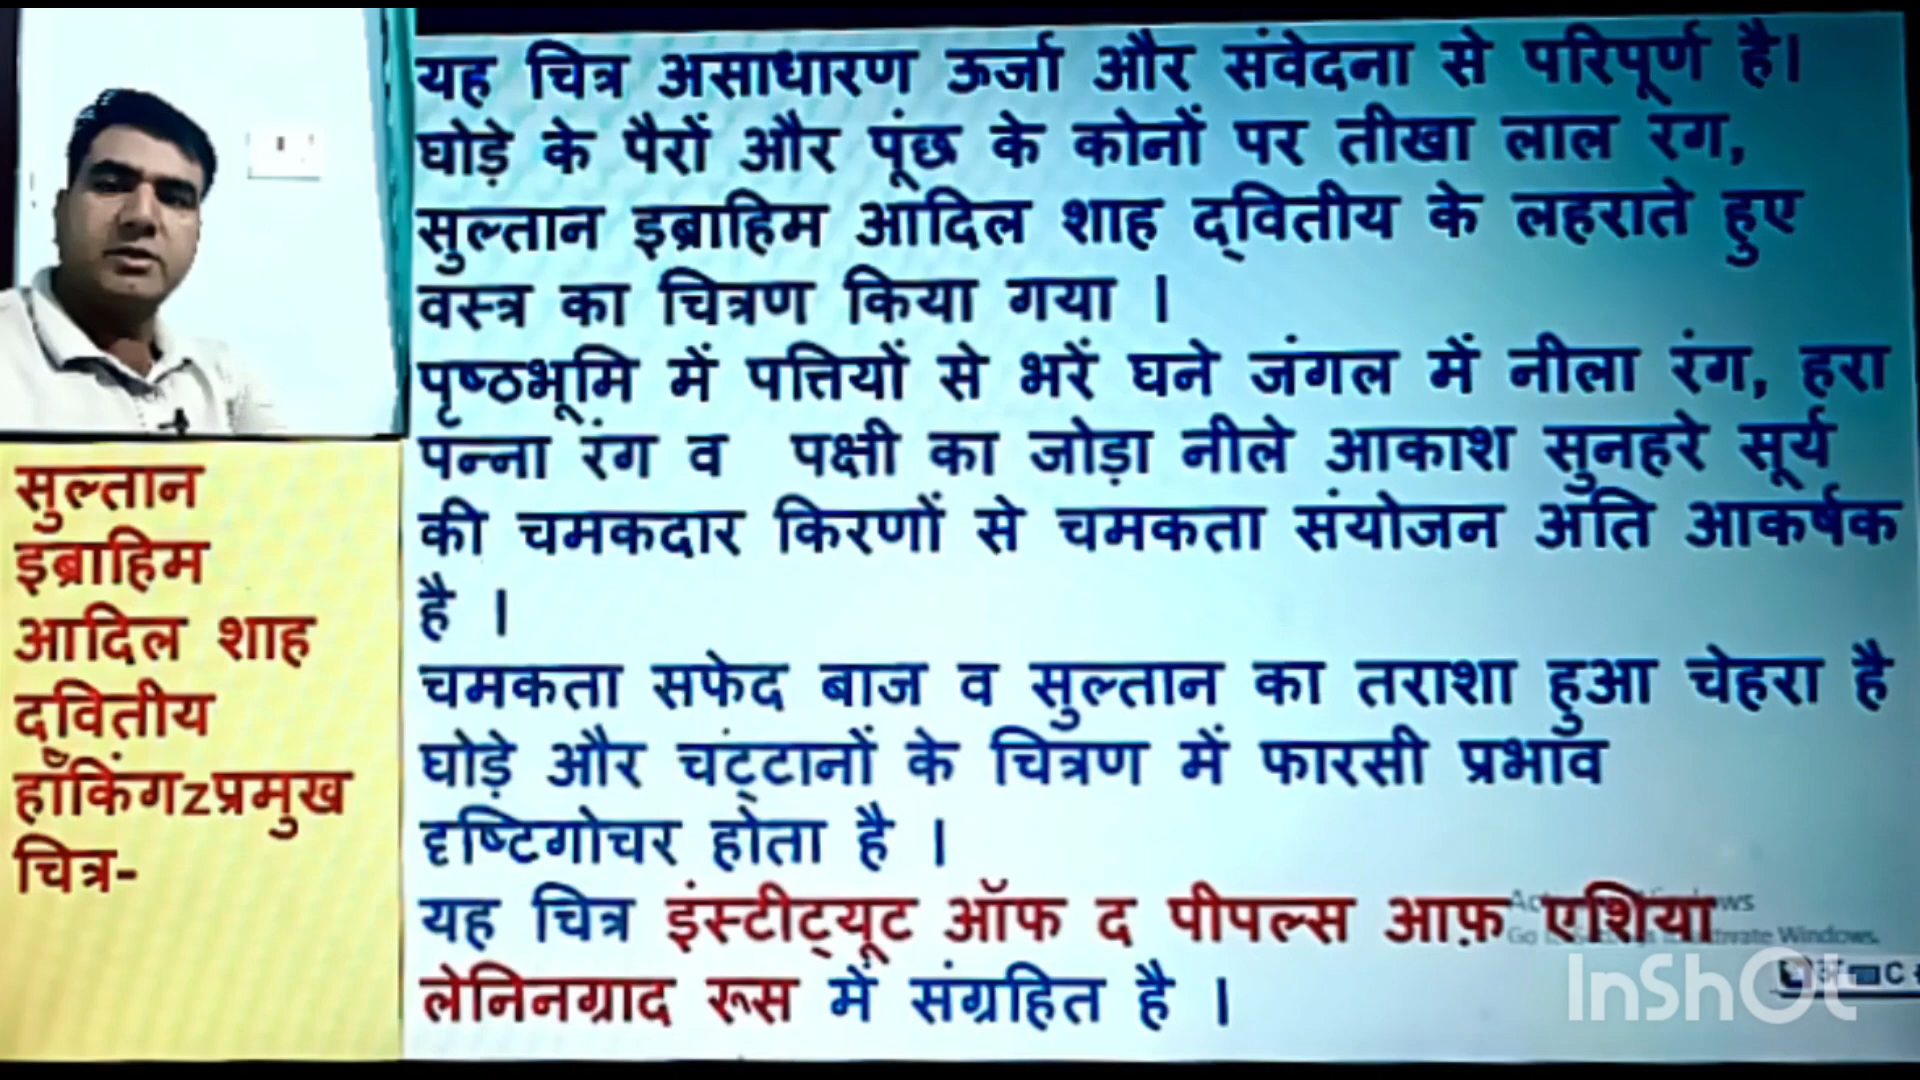 यह चित्र असाधारण ऊर्जा और संवेदना से परिपूर्ण है।
घोड़े के पैरों और पूंछ के कोनों पर तीखा लाल रंग,
सुल्तान इब्राहिम आदिल शाह द्वितीय के लहराते हुए
वस्त्र का चित्रण किया गया ।
पृष्ठभूमि में पत्तियों से भरें घने जंगल में नीला रंग, हरा
पन्ना रंग व पक्षी का जोड़ा नीले आकाश सुनहरे सूर्य
की चमकदार किरणों से चमकता संयोजन अति आकर्षक
है ।
चमकता सफेद बाज व सुल्तान का तराशा हुआ चेहरा है
घोड़े और चट्टानों के चित्रण में फारसी प्रभाव
दृष्टिगोचर होता है ।
यह चित्र इंस्टीट्यूट ऑफ द पीपल्स आफ़ एशिया
लेनिनग्राद रूस में संग्रहित है ।
सुल्तान
इब्राहिम
आदिल शाह
द्वितीय
हॉकिंगzप्रमुख
चित्र-
Windows.
InShOt